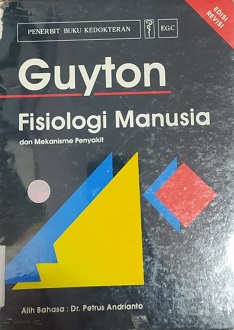 PENERBIT BUKU KEDOKTERAN
EGC
EDISI
REVISI
Guyton
Fisiologi Manusia
dan Mekanisme Penyakit
Alih Bahasa : Dr. Petrus Andrianto